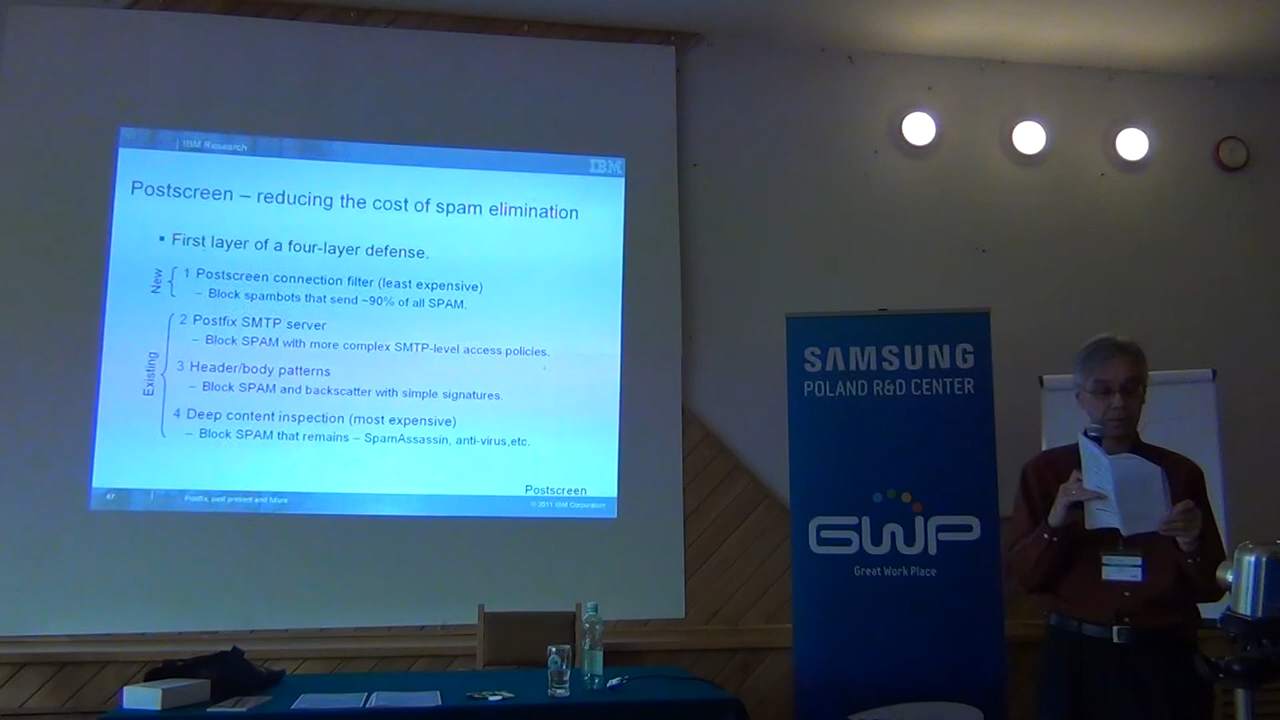 IBM Research
IBM
Postscreen – reducing the cost of spam elimination
▪ First layer of a four-layer defense.
New
1 Postscreen connection filter (least expensive)
– Block spambots that send ~90% of all SPAM.
Existing
2 Postfix SMTP server
– Block SPAM with more complex SMTP-level access policies.
3 Header/body patterns
– Block SPAM and backscatter with simple signatures.
4 Deep content inspection (most expensive)
– Block SPAM that remains – SpamAssassin, anti-virus,etc.
Postscreen
47
Postfix, past present and future
© 2011 IBM Corporation
SAMSUNG
POLAND R&D CENTER
GWP
Great Work Place